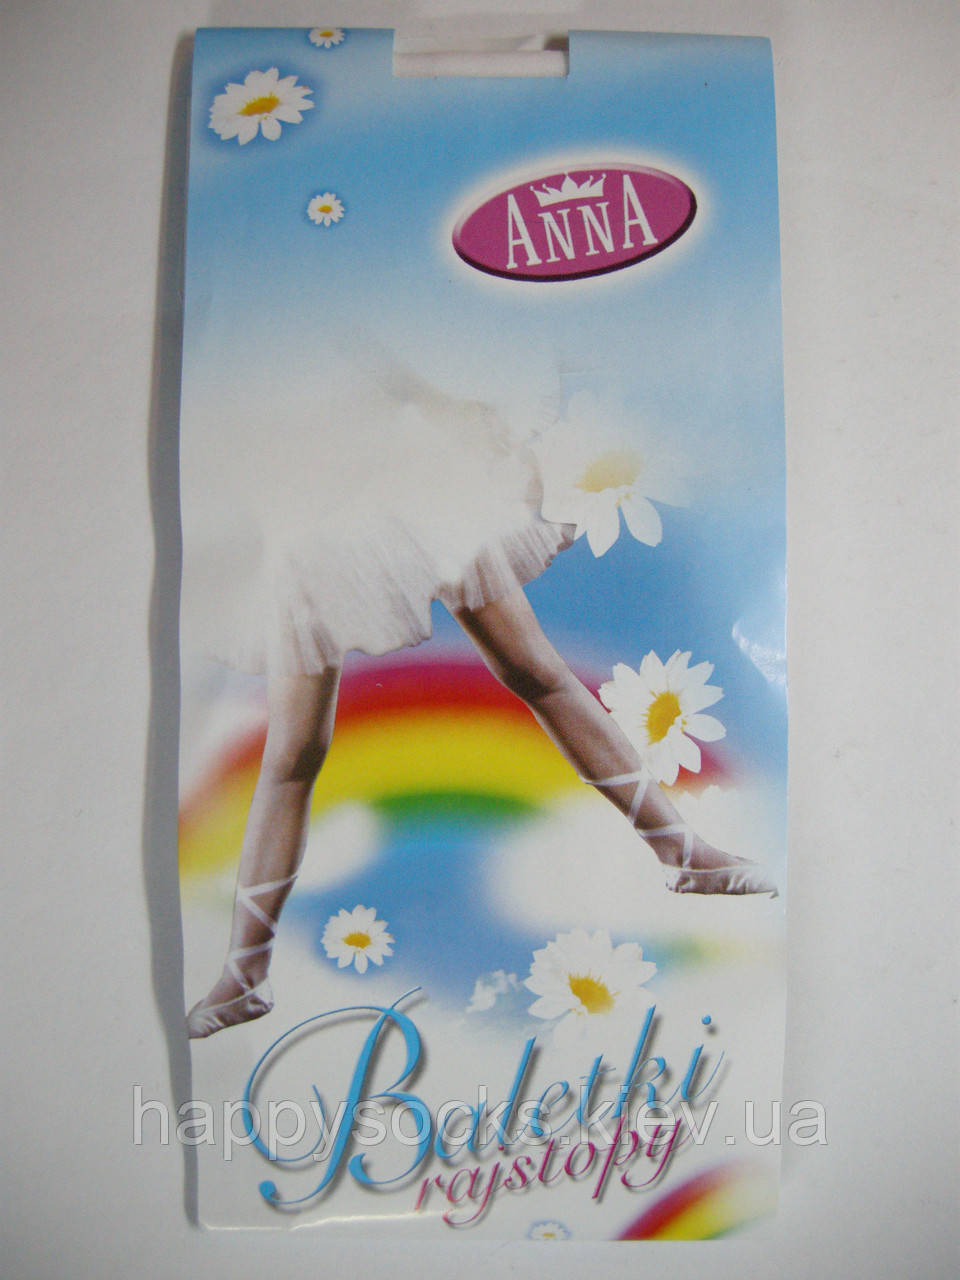 ANNA
Baletki
happysocks.kiev.ua
rajstopy